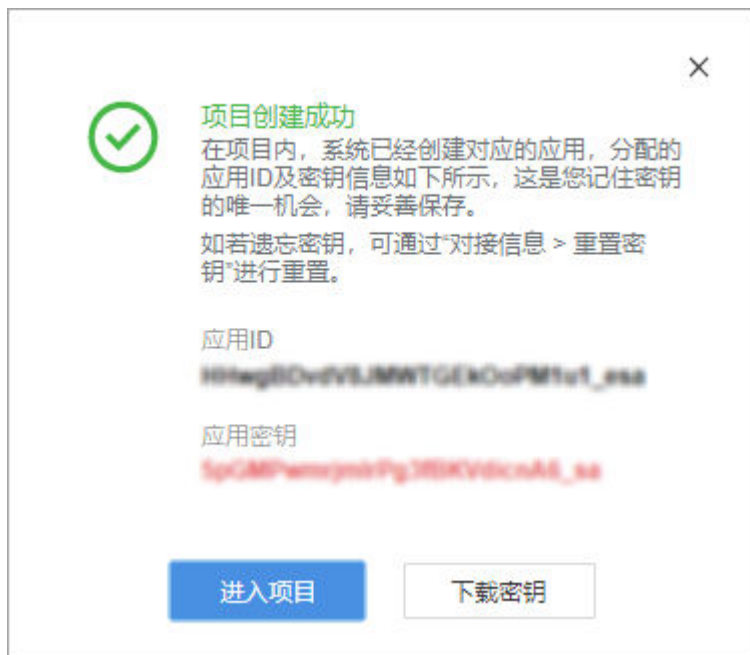 项目创建成功
在项目内，系统已经创建对应的应用，分配的
应用ID及密钥信息如下所示，这是您记住密钥
的唯一机会，请妥善保存。
如若遗忘密钥，可通过“对接信息 > 重置密
钥”进行重置。
应用ID
应用密钥
进入项目
下载密钥